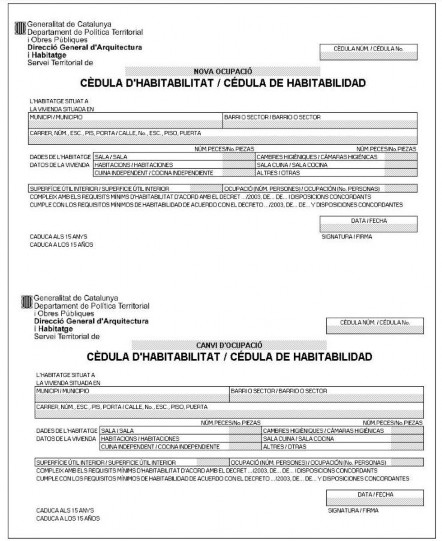 Generalitat de Catalunya
Departament de Política Territorial
i Obres Públiques
Direcció General d'Arquitectura
i Habitatge
Servei Territorial de
CÈDULA NÚM. / CÉDULA No.
NOVA OCUPACIÓ
CÈDULA D'HABITABILITAT / CÉDULA DE HABITABILIDAD
L'HABITATGE SITUAT A
LA VIVIENDA SITUADA EN
MUNICIPI / MUNICIPIO BARRI O SECTOR / BARRIO O SECTOR
CARRER, NÚM., ESC., PIS, PORTA / CALLE, No., ESC., PISO, PUERTA
NÚM.PECES/No.PIEZAS NÚM.PECES/No.PIEZAS
DADES DE L'HABITATGE SALA / SALA CAMBRES HIGIÈNIQUES / CÁMARAS HIGIÉNICAS
DATOS DE LA VIVIENDA HABITACIONS / HABITACIONES SALA CUINA / SALA COCINA
CUINA INDEPENDENT / COCINA INDEPENDIENTE ALTRES / OTRAS
SUPERFÍCIE ÚTIL INTERIOR / SUPERFICIE ÚTIL INTERIOR OCUPACIÓ (NÚM. PERSONES) / OCUPACIÓN (No. PERSONAS)
COMPLEIX AMB ELS REQUISITS MÍNIMS D'HABITABILITAT D'ACORD AMB EL DECRET .../2003, DE... DE... I DISPOSICIONS CONCORDANTS
CUMPLE CON LOS REQUISITOS MÍNIMOS DE HABITABILIDAD DE ACUERDO CON EL DECRETO .../2003, DE... DE... Y DISPOSICIONES CONCORDANTES
DATA / FECHA
CADUCA ALS 15 ANYS SIGNATURA / FIRMA
CADUCA A LOS 15 AÑOS
Generalitat de Catalunya
Departament de Política Territorial
i Obres Públiques
Direcció General d'Arquitectura
i Habitatge
Servei Territorial de
CÈDULA NÚM. / CÉDULA No.
CANVI D'OCUPACIÓ
CÈDULA D'HABITABILITAT / CÉDULA DE HABITABILIDAD
L'HABITATGE SITUAT A
LA VIVIENDA SITUADA EN
MUNICIPI / MUNICIPIO BARRI O SECTOR / BARRIO O SECTOR
CARRER, NÚM., ESC., PIS, PORTA / CALLE, No., ESC., PISO, PUERTA
NÚM.PECES/No.PIEZAS NÚM.PECES/No.PIEZAS
DADES DE L'HABITATGE SALA / SALA CAMBRES HIGIÈNIQUES / CÁMARAS HIGIÉNICAS
DATOS DE LA VIVIENDA HABITACIONS / HABITACIONES SALA CUINA / SALA COCINA
CUINA INDEPENDENT / COCINA INDEPENDIENTE ALTRES / OTRAS
SUPERFÍCIE ÚTIL INTERIOR / SUPERFICIE ÚTIL INTERIOR OCUPACIÓ (NÚM. PERSONES) / OCUPACIÓN (No. PERSONAS)
COMPLEIX AMB ELS REQUISITS MÍNIMS D'HABITABILITAT D'ACORD AMB EL DECRET .../2003, DE... DE... I DISPOSICIONS CONCORDANTS
CUMPLE CON LOS REQUISITOS MÍNIMOS DE HABITABILIDAD DE ACUERDO CON EL DECRETO .../2003, DE... DE... Y DISPOSICIONES CONCORDANTES
DATA / FECHA
CADUCA ALS 15 ANYS SIGNATURA / FIRMA
CADUCA A LOS 15 AÑOS